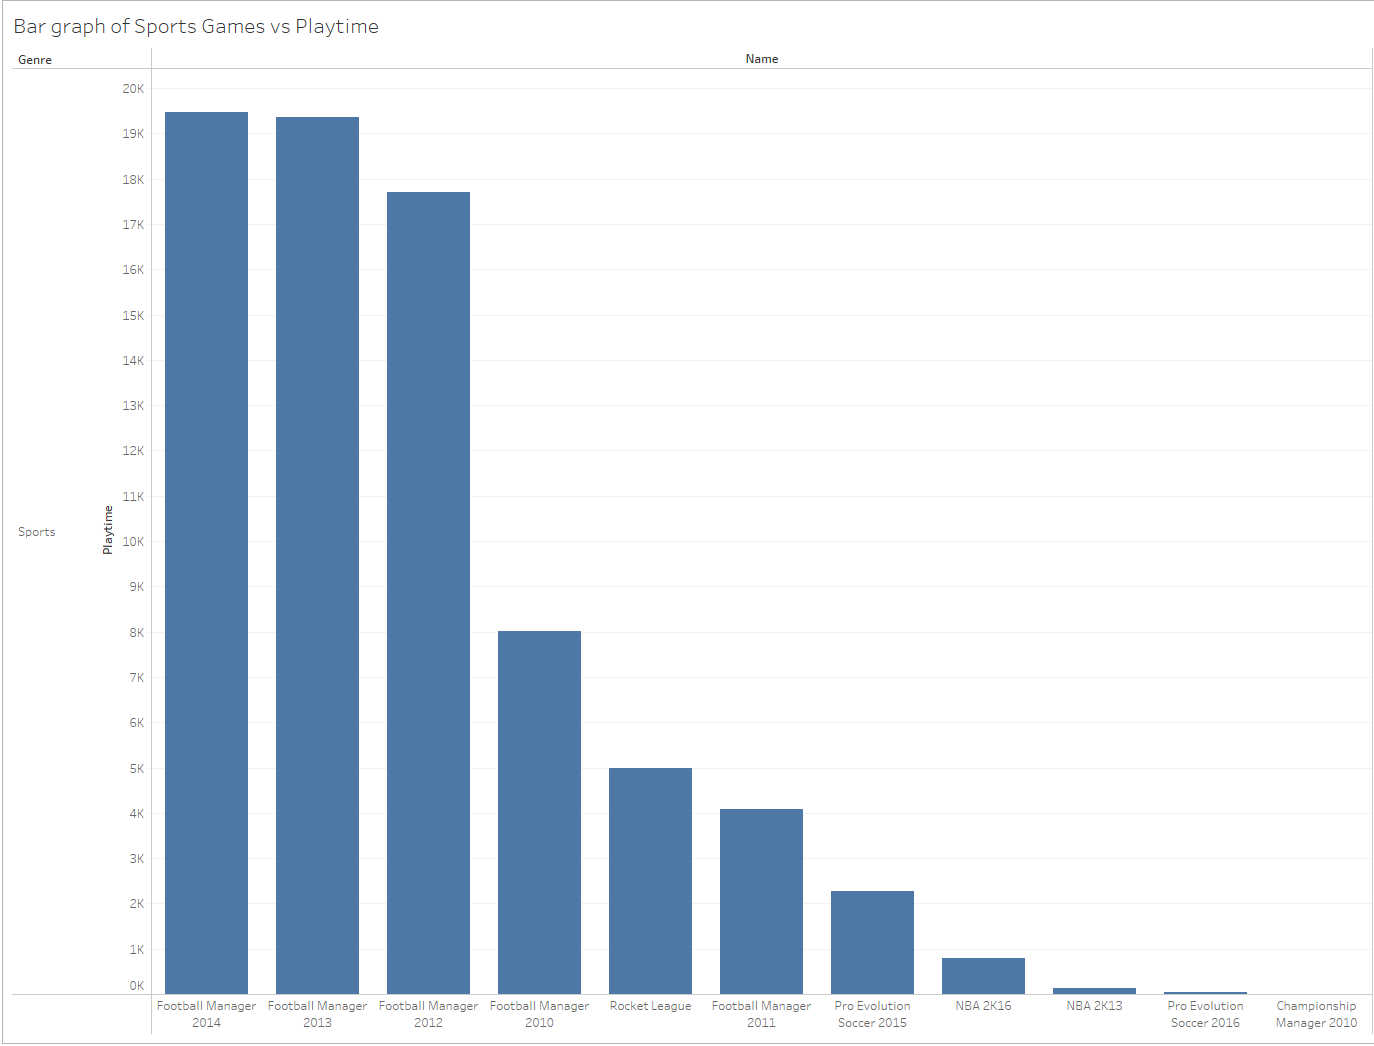 Bar graph of Sports Games vs Playtime
Genre
Name
Sports
Playtime
20K
19K
18K
17K
16K
15K
14K
13K
12K
11K
10K
9K
8K
7K
6K
5K
4K
3K
2K
1K
0K
Football Manager
2014
Football Manager
2013
Football Manager
2012
Football Manager
2010
Rocket League
Football Manager
2011
Pro Evolution
Soccer 2015
NBA 2K16
NBA 2K13
Pro Evolution
Soccer 2016
Championship
Manager 2010